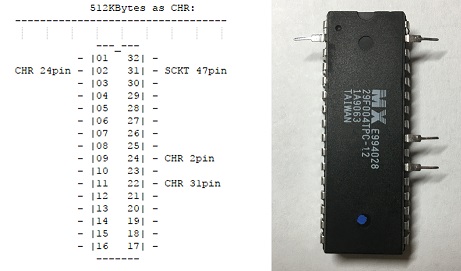 512KBytes as CHR:
--------------------------------
---_---
- |01 32| -
CHR 24pin - |02 31| - SCKT 47pin
- |03 30| -
- |04 29| -
- |05 28| -
- |06 27| -
- |07 26| -
- |08 25| -
- |09 24| - CHR 2pin
- |10 23| -
- |11 22| - CHR 31pin
- |12 21| -
- |13 20| -
- |14 19| -
- |15 18| -
- |16 17| -
-------
MX E994028
29F004TPC-12
1A9063
TAIWAN